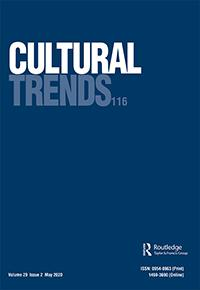 CULTURAL
TRENDS 116
Routledge
Taylor & Francis Group
Volume 29 Issue 2 May 2020
ISSN: 0954-8963 (Print)
1469-3690 (Online)